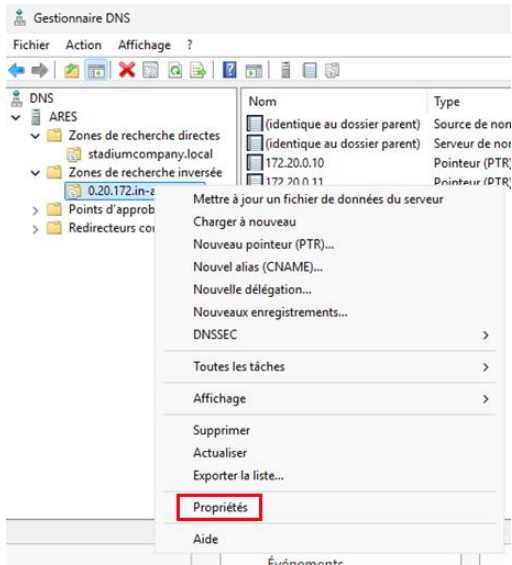 Gestionnaire DNS
Fichier Action Affichage ?
DNS
ARES
Zones de recherche directes
stadiumcompany.local
Zones de recherche inversée
0.20.172.in-a
Points d'approb
Redirecteurs co
Nom Type
(identique au dossier parent) Source de nom
(identique au dossier parent) Serveur de nor
172.20.0.10 Pointeur (PTR)
172.20.0.11 Pointeur (PTR)
Mettre à jour un fichier de données du serveur
Charger à nouveau
Nouveau pointeur (PTR)...
Nouvel alias (CNAME)...
Nouvelle délégation...
Nouveaux enregistrements...
DNSSEC
Toutes les tâches
Affichage
Supprimer
Actualiser
Exporter la liste...
Propriétés
Aide
Événements